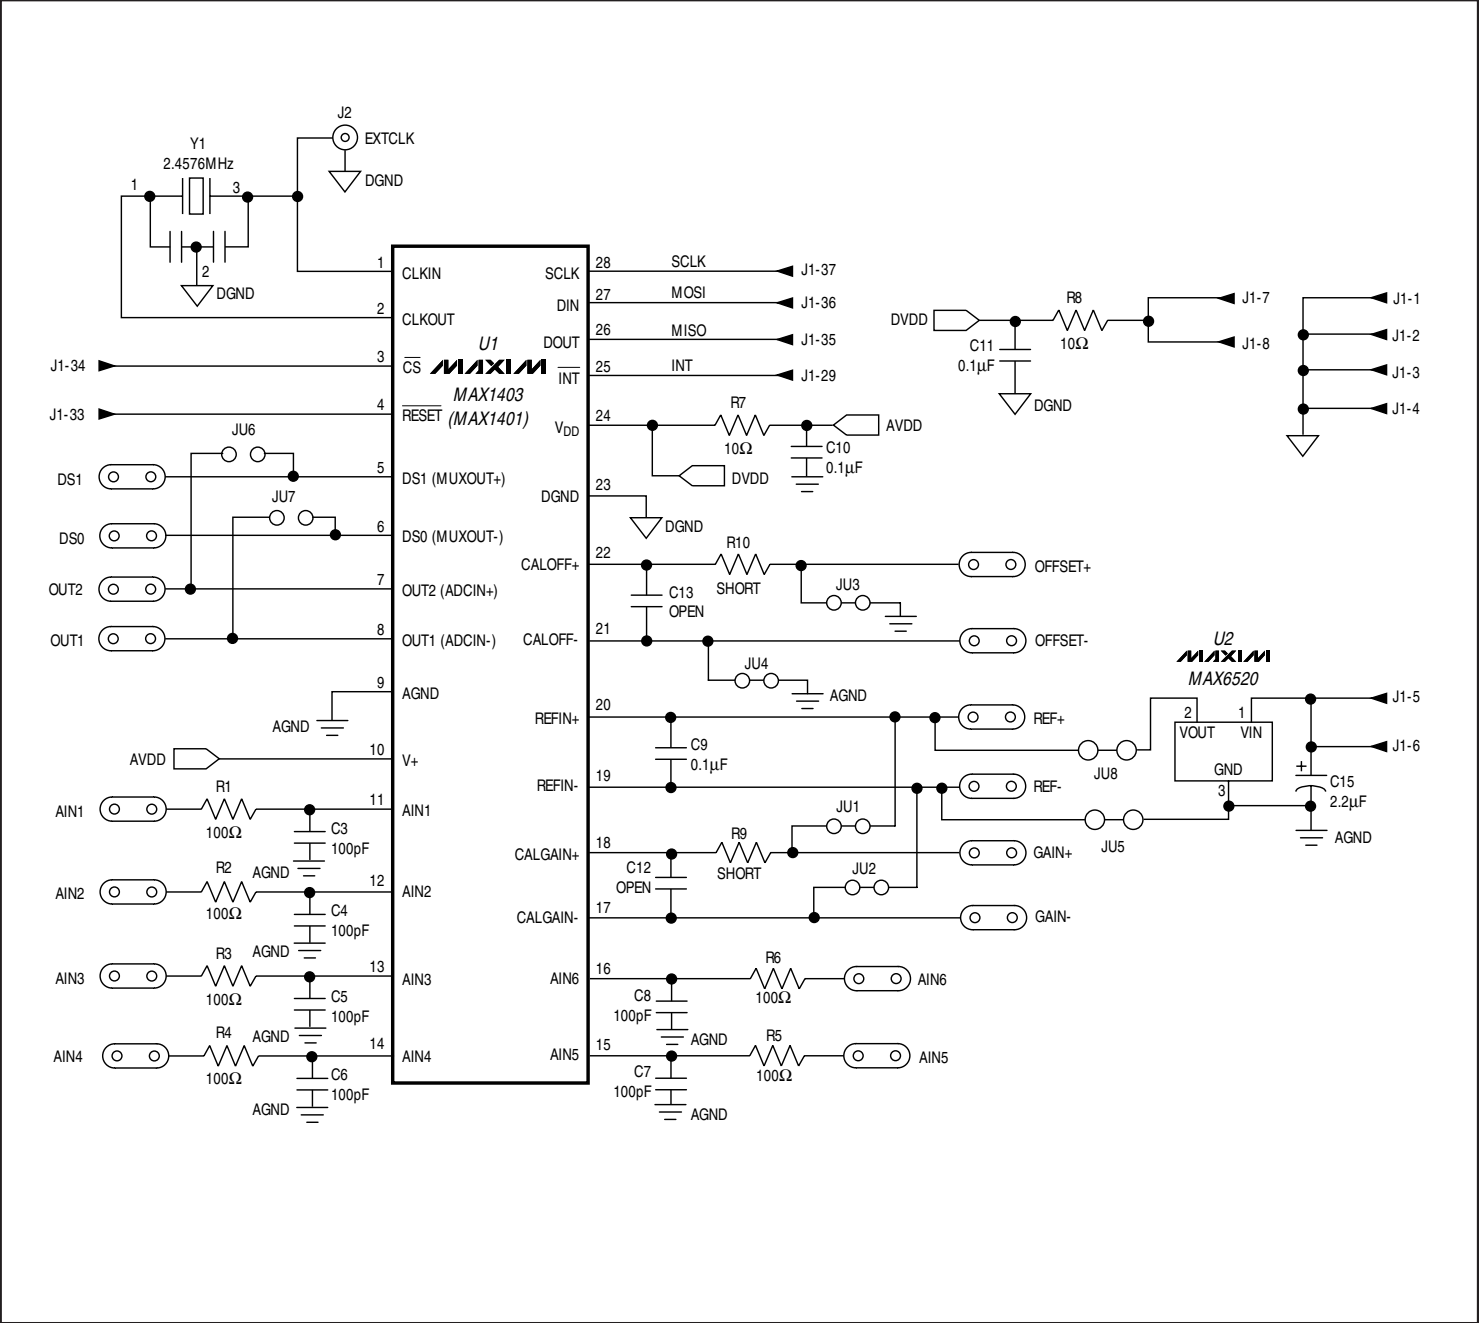 J2
EXTCLK
DGND
Y1
2.4576MHz
1
3
2
DGND
1
CLKIN
2
CLKOUT
J1-34
3
CS
J1-33
4
RESET
U1
MAXIM
MAX1403
(MAX1401)
JU6
DS1
5
DS1 (MUXOUT+)
JU7
DS0
6
DS0 (MUXOUT-)
OUT2
7
OUT2 (ADCIN+)
OUT1
8
OUT1 (ADCIN-)
9
AGND
AGND
AVDD
10
V+
AIN1
R1
100Ω
11
AIN1
C3
100pF
AGND
AIN2
R2
100Ω
12
AIN2
C4
100pF
AGND
AIN3
R3
100Ω
13
AIN3
C5
100pF
AGND
AIN4
R4
100Ω
14
AIN4
C6
100pF
AGND
SCLK
28
SCLK
J1-37
DIN
27
MOSI
J1-36
DOUT
26
MISO
J1-35
INT
25
INT
J1-29
VDD
24
R7
10Ω
AVDD
C10
0.1µF
DVDD
DGND
23
DGND
CALOFF+
22
R10
SHORT
OFFSET+
C13
OPEN
JU3
CALOFF-
21
OFFSET-
JU4
AGND
REFIN+
20
REF+
C9
0.1µF
REFIN-
19
REF-
JU1
CALGAIN+
18
R9
SHORT
GAIN+
C12
OPEN
JU2
CALGAIN-
17
GAIN-
AIN6
16
R6
100Ω
AIN6
C8
100pF
AGND
AIN5
15
R5
100Ω
AIN5
C7
100pF
AGND
DVDD
R8
10Ω
C11
0.1µF
DGND
J1-7
J1-8
J1-1
J1-2
J1-3
J1-4
U2
MAXIM
MAX6520
2
1
VOUT
VIN
GND
3
J1-5
J1-6
JU8
JU5
+
C15
2.2µF
AGND